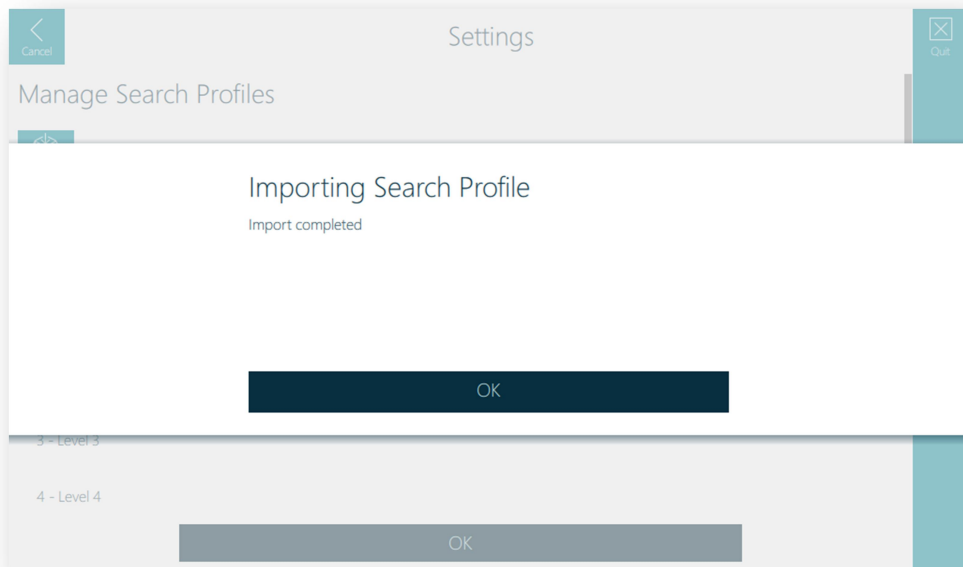 Cancel
Settings
Quit
Manage Search Profiles
Importing Search Profile
Import completed
OK
3 - Level 3
4 - Level 4
OK